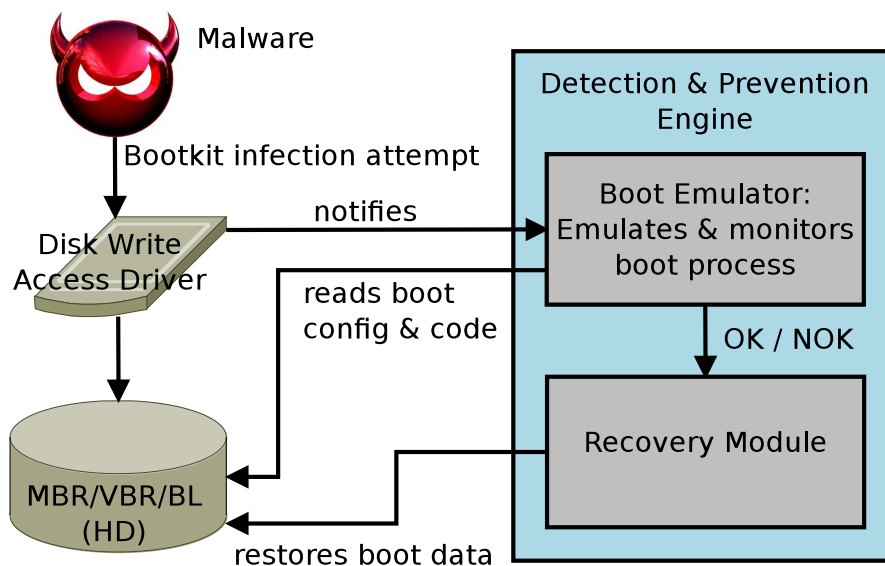 Malware
Detection & Prevention
Engine
Bootkit infection attempt
Boot Emulator:
Emulates & monitors
boot process
notifies
Disk Write
Access Driver
reads boot
config & code
OK / NOK
Recovery Module
MBR/VBR/BL
(HD)
restores boot data